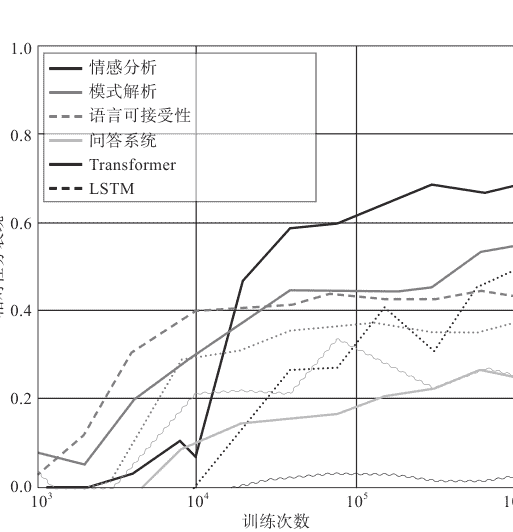 1.0
情感分析
模式解析
语言可接受性
0.8
问答系统
Transformer
LSTM
0.6
0.4
0.2
0.0
10³
10⁴
10⁵
训练次数